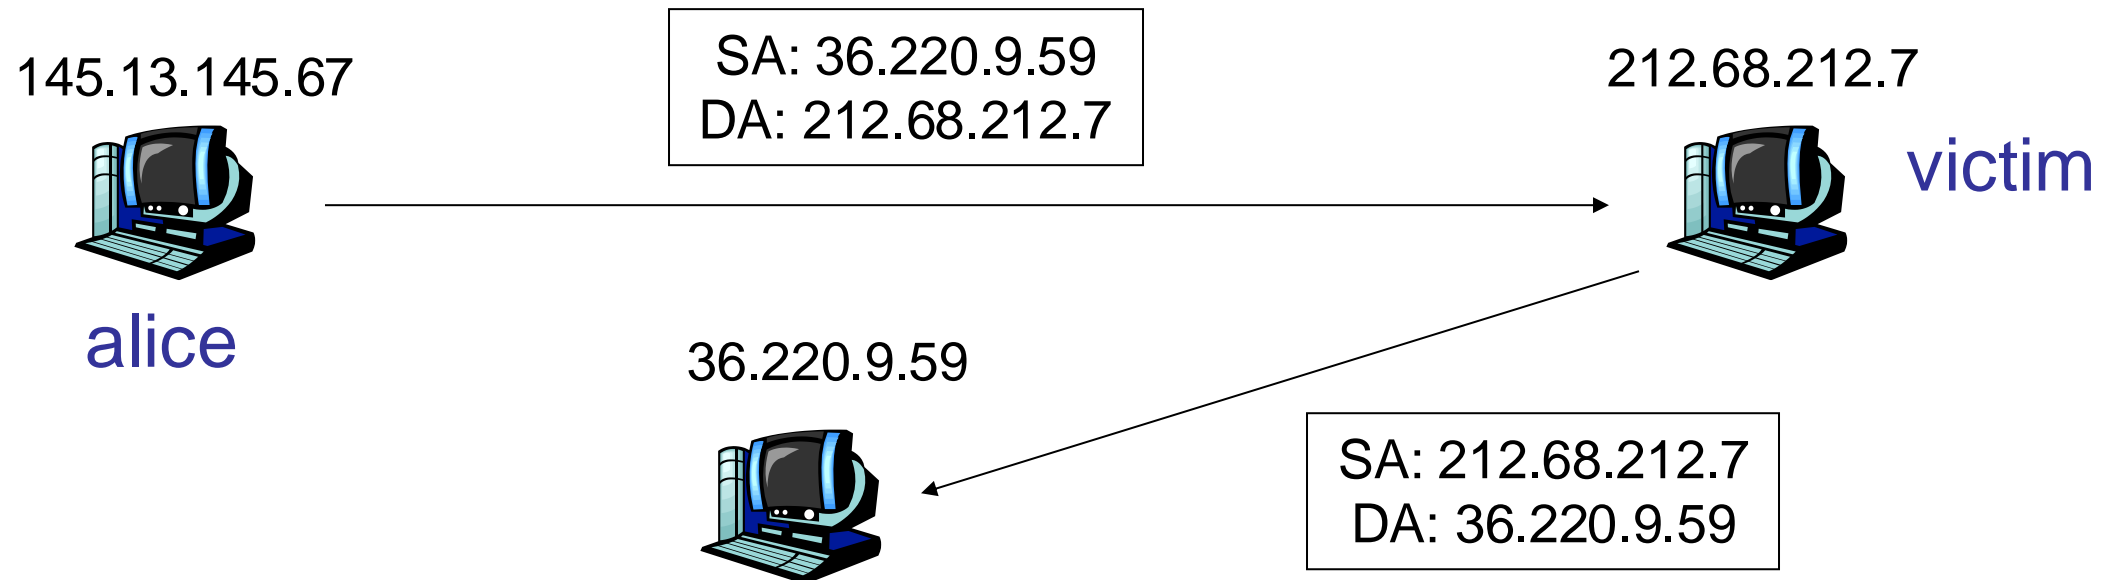 145.13.145.67
SA: 36.220.9.59
DA: 212.68.212.7
212.68.212.7
victim
alice
36.220.9.59
SA: 212.68.212.7
DA: 36.220.9.59